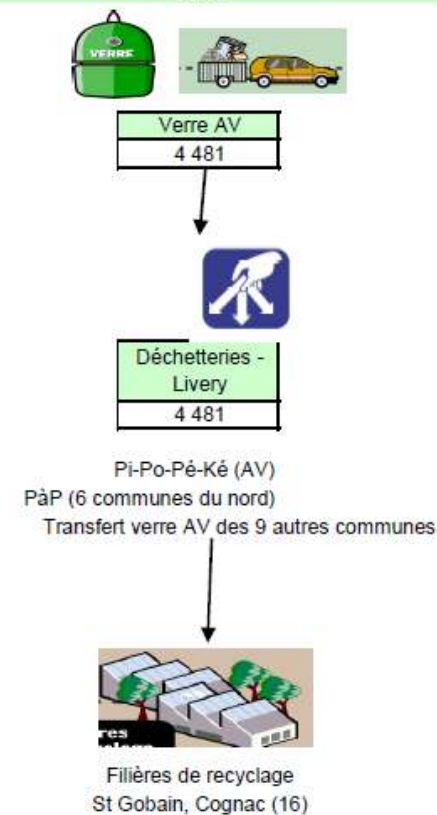 VERRE
Verre AV
4 481
Déchetteries -
Livery
4 481
Pi-Po-Pé-Ké (AV)
PàP (6 communes du nord)
Transfert verre AV des 9 autres communes
Filières de recyclage
St Gobain, Cognac (16)